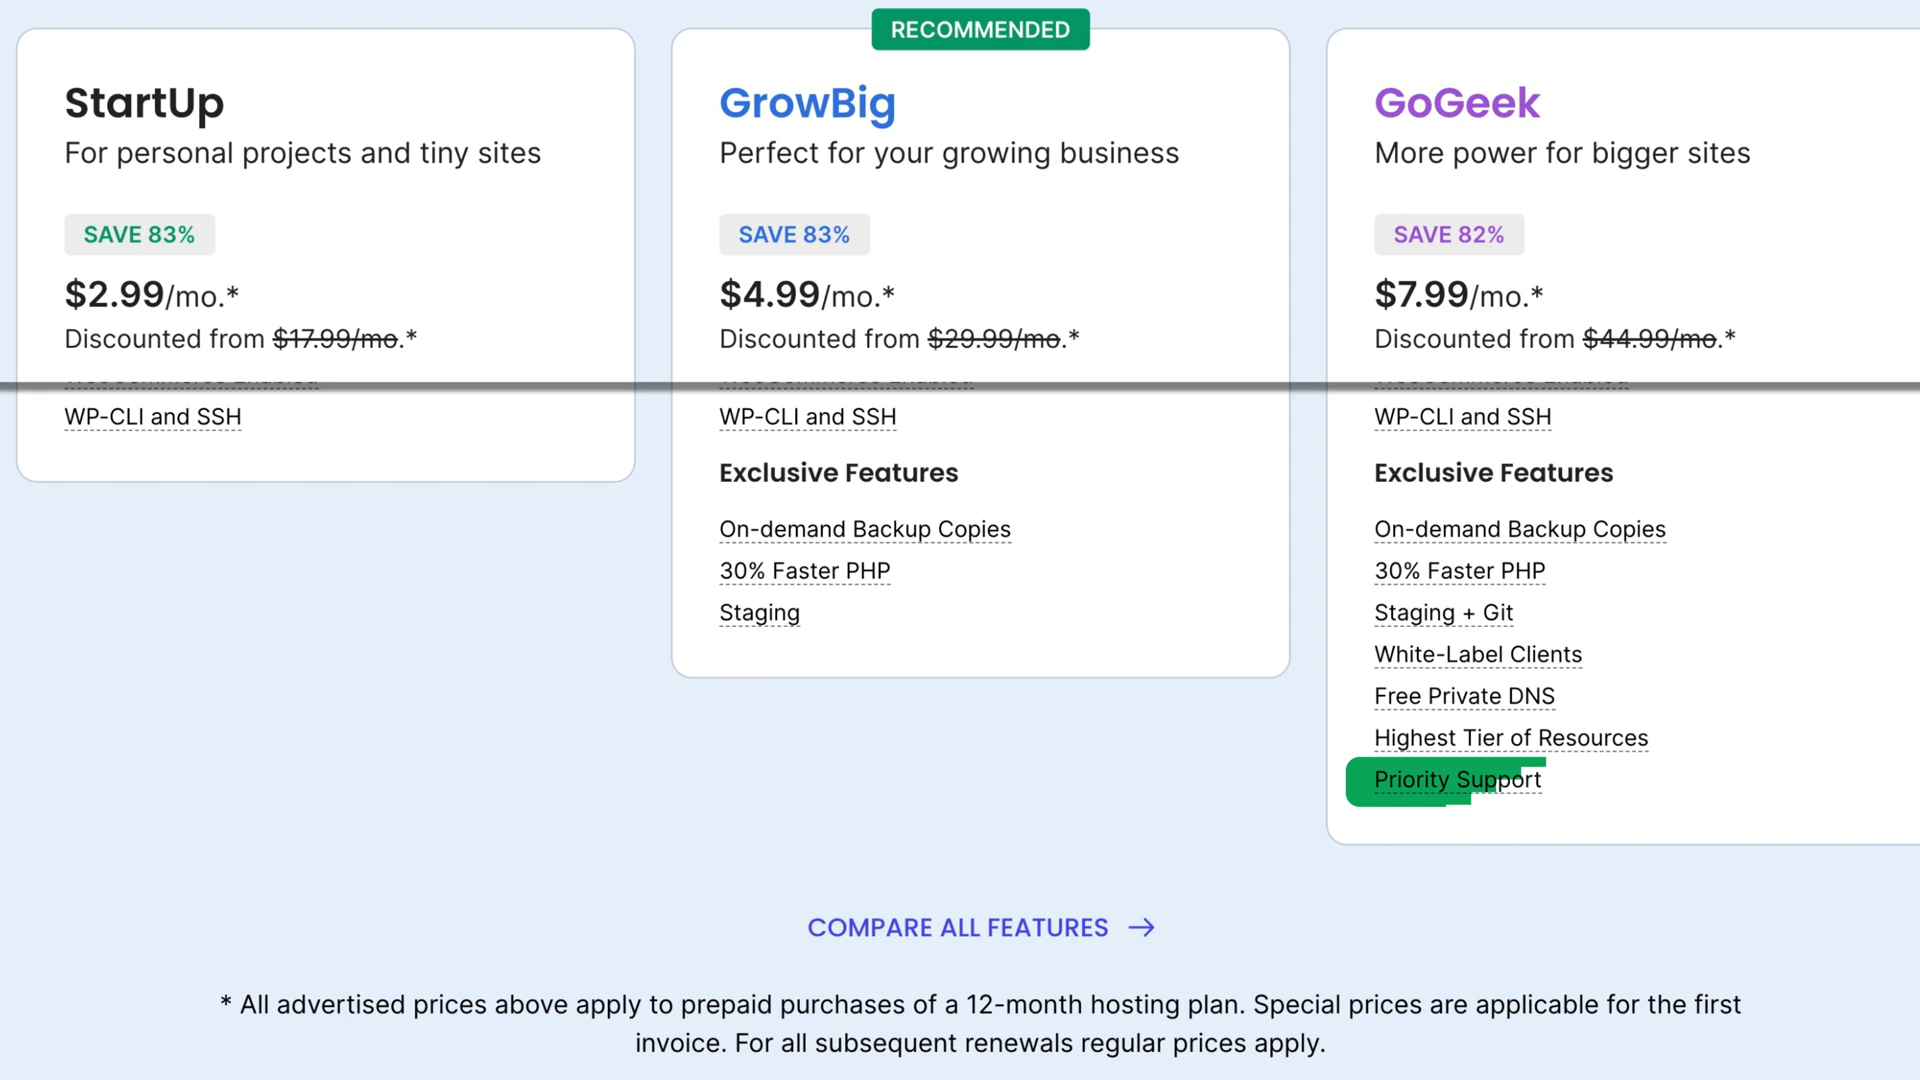 RECOMMENDED
StartUp
For personal projects and tiny sites
SAVE 83%
$2.99/mo.*
Discounted from $17.99/mo.*
WP-CLI and SSH
GrowBig
Perfect for your growing business
SAVE 83%
$4.99/mo.*
Discounted from $29.99/mo.*
WP-CLI and SSH
Exclusive Features
On-demand Backup Copies
30% Faster PHP
Staging
GoGeek
More power for bigger sites
SAVE 82%
$7.99/mo.*
Discounted from $44.99/mo.*
WP-CLI and SSH
Exclusive Features
On-demand Backup Copies
30% Faster PHP
Staging + Git
White-Label Clients
Free Private DNS
Highest Tier of Resources
Priority Support
COMPARE ALL FEATURES
* All advertised prices above apply to prepaid purchases of a 12-month hosting plan. Special prices are applicable for the first
invoice. For all subsequent renewals regular prices apply.